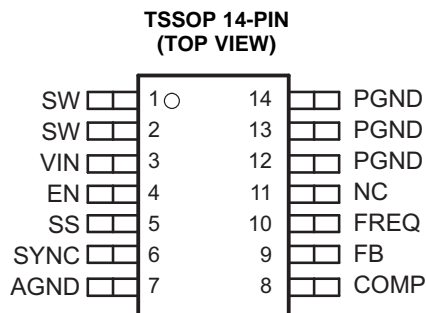 TSSOP 14-PIN
(TOP VIEW)
SW 1 14 PGND
SW 2 13 PGND
VIN 3 12 PGND
EN 4 11 NC
SS 5 10 FREQ
SYNC 6 9 FB
AGND 7 8 COMP